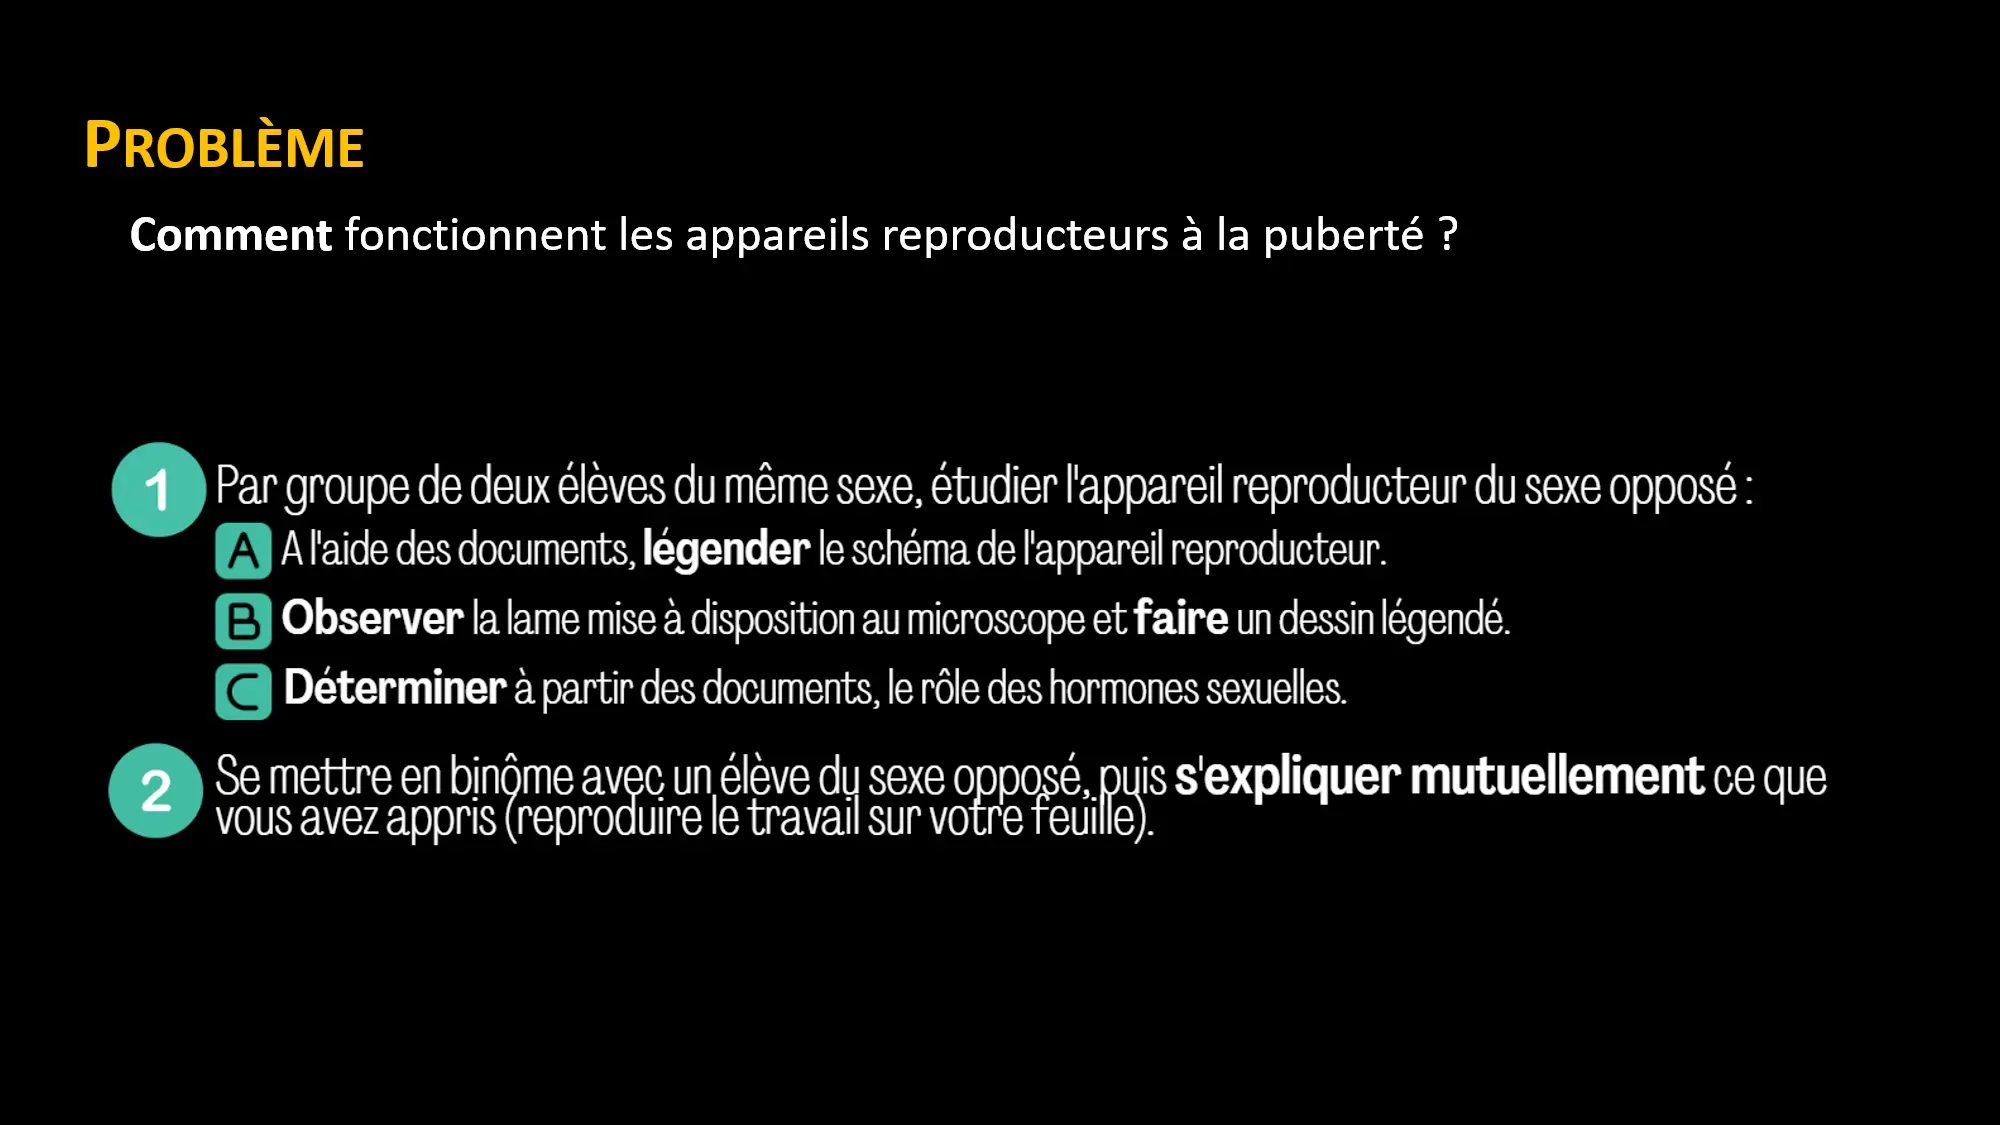 PROBLÈME
Comment fonctionnent les appareils reproducteurs à la puberté ?
1 Par groupe de deux élèves du même sexe, étudier l'appareil reproducteur du sexe opposé :
A A l'aide des documents, légender le schéma de l'appareil reproducteur.
B Observer la lame mise à disposition au microscope et faire un dessin légendé.
C Déterminer à partir des documents, le rôle des hormones sexuelles.
2 Se mettre en binôme avec un élève du sexe opposé, puis s'expliquer mutuellement ce que
vous avez appris (reproduire le travail sur votre feuille).